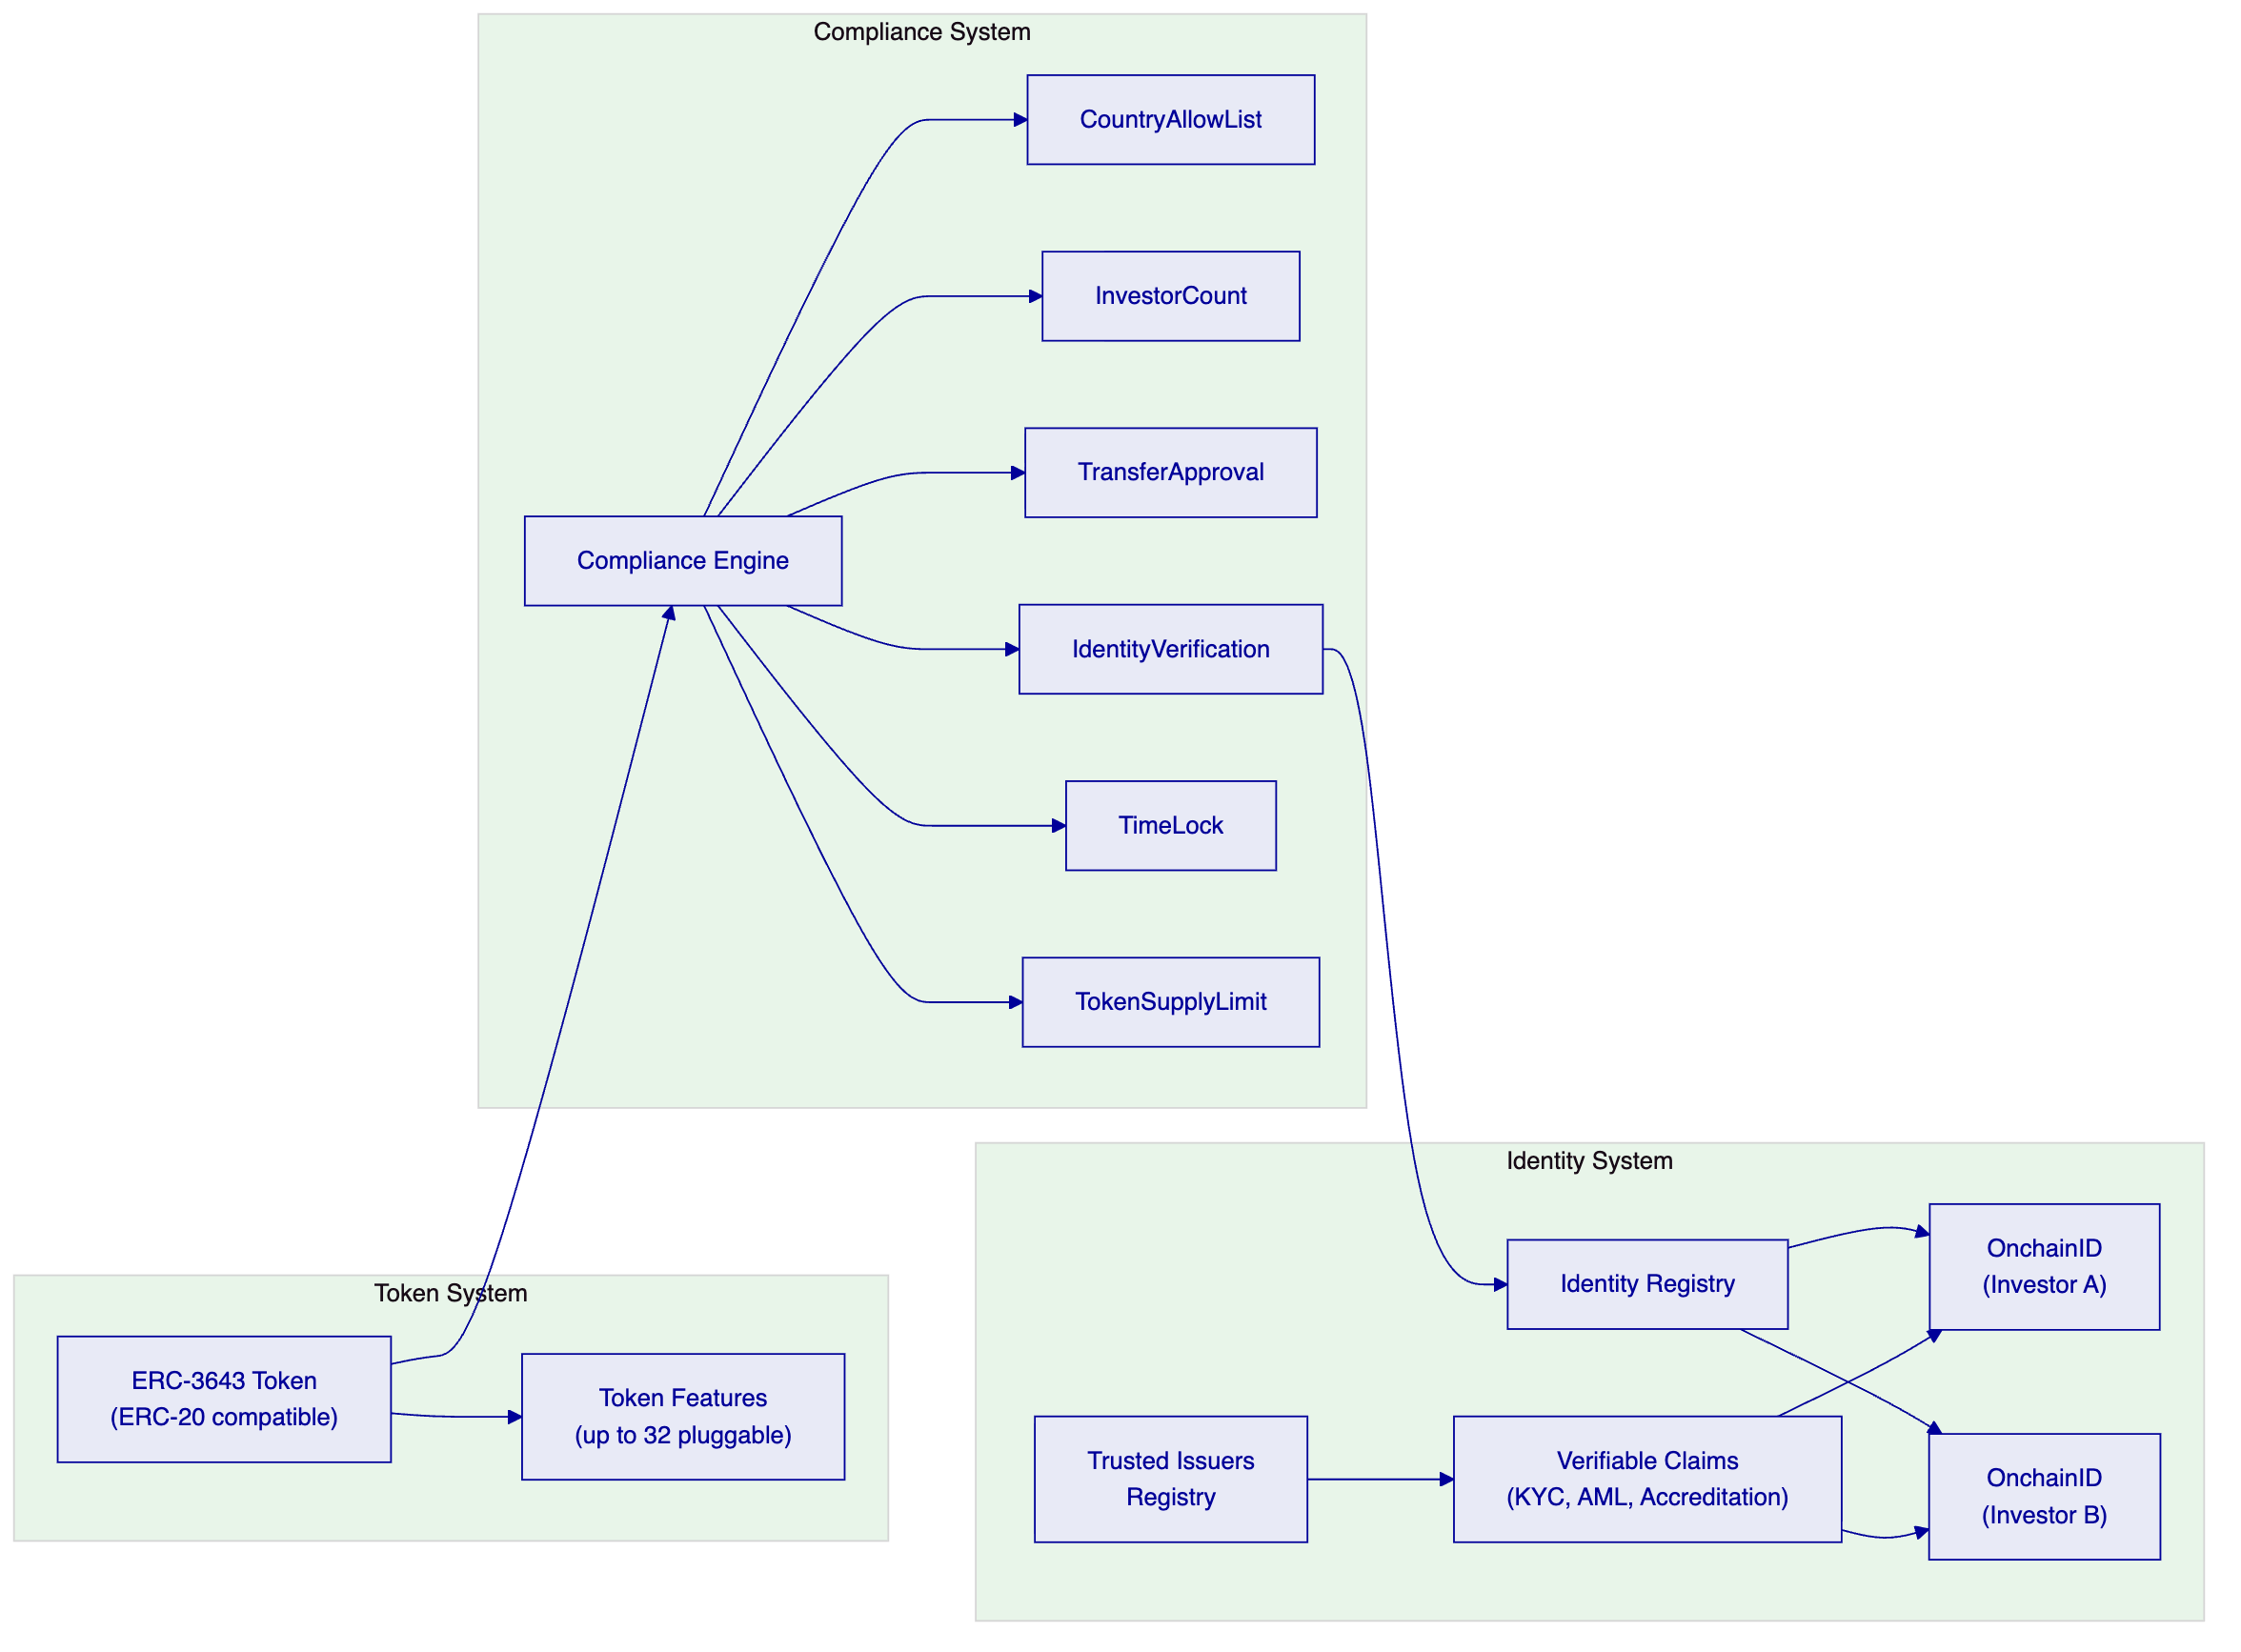 Compliance System
CountryAllowList
InvestorCount
TransferApproval
Compliance Engine
IdentityVerification
TimeLock
TokenSupplyLimit
Token System
ERC-3643 Token
(ERC-20 compatible)
Token Features
(up to 32 pluggable)
Identity System
Identity Registry
OnchainID
(Investor A)
Trusted Issuers
Registry
Verifiable Claims
(KYC, AML, Accreditation)
OnchainID
(Investor B)